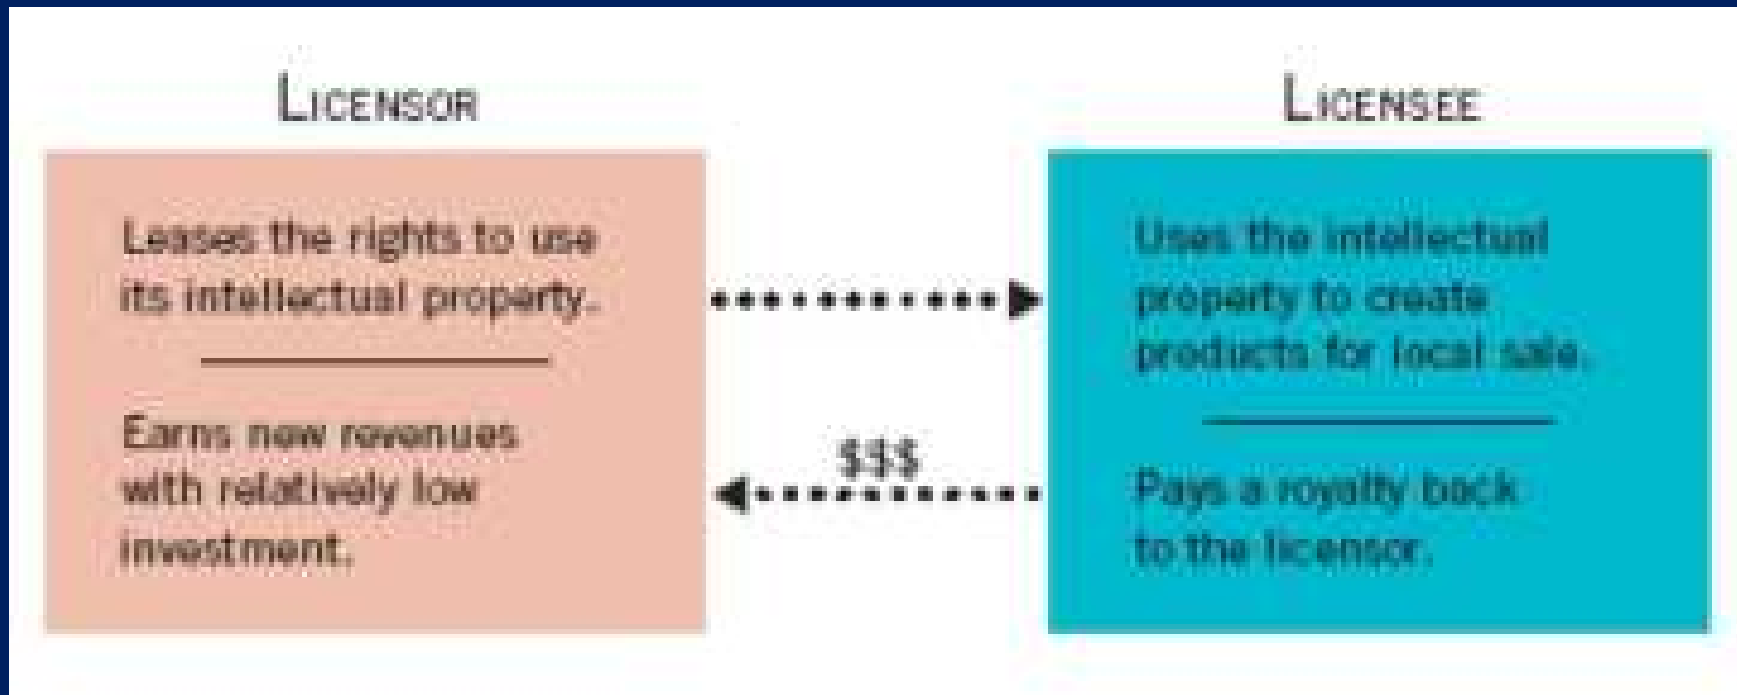 LICENSOR
Leases the rights to use
its intellectual property.
Earns new revenues
with relatively low
investment.
$$$
LICENSEE
Uses the intellectual
property to create
products for local sale.
Pays a royalty back
to the licensor.